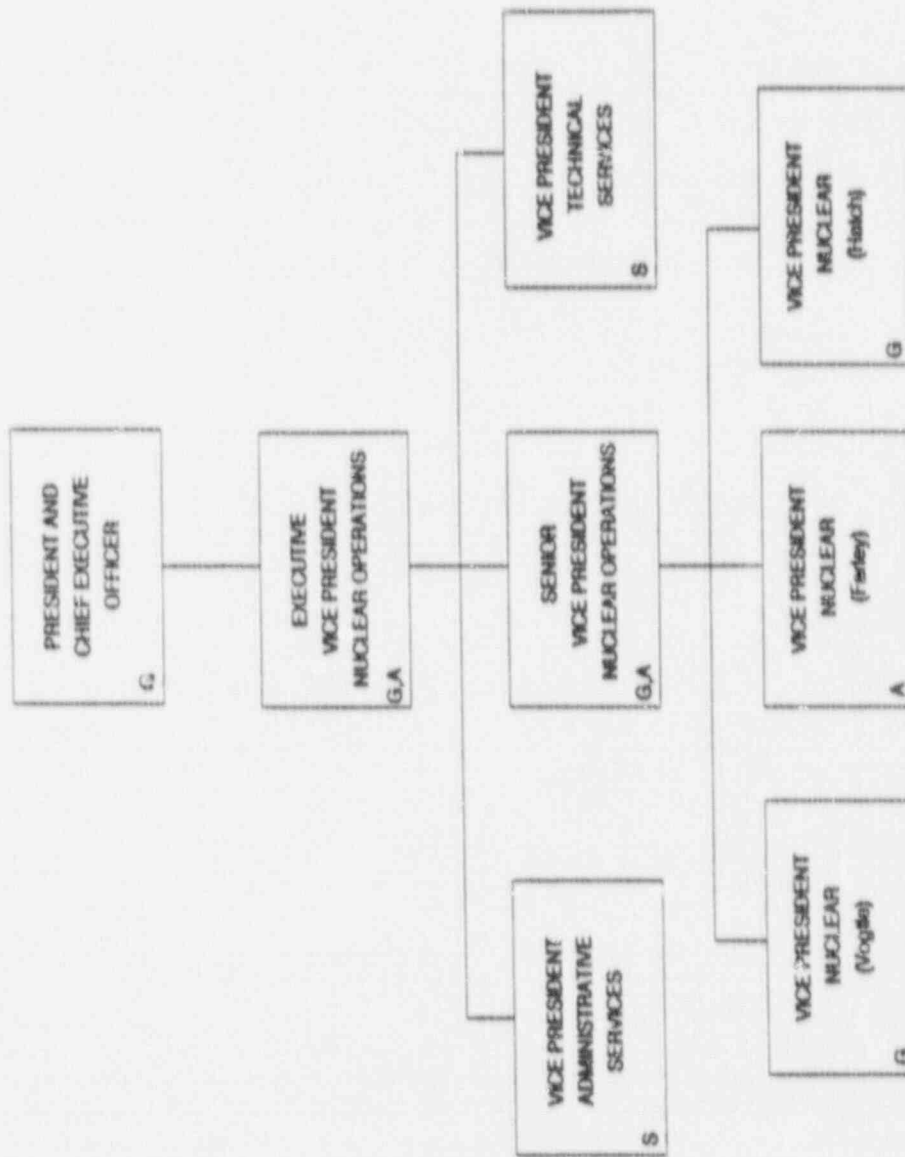 PRESIDENT AND
CHIEF EXECUTIVE
OFFICER
G
EXECUTIVE
VICE PRESIDENT
NUCLEAR OPERATIONS
G,A
VICE PRESIDENT
ADMINISTRATIVE
SERVICES
S
SENIOR
VICE PRESIDENT
NUCLEAR OPERATIONS
G,A
VICE PRESIDENT
TECHNICAL
SERVICES
S
VICE PRESIDENT
NUCLEAR
(Vogtle)
G
VICE PRESIDENT
NUCLEAR
(Farley)
A
VICE PRESIDENT
NUCLEAR
(Hatch)
G